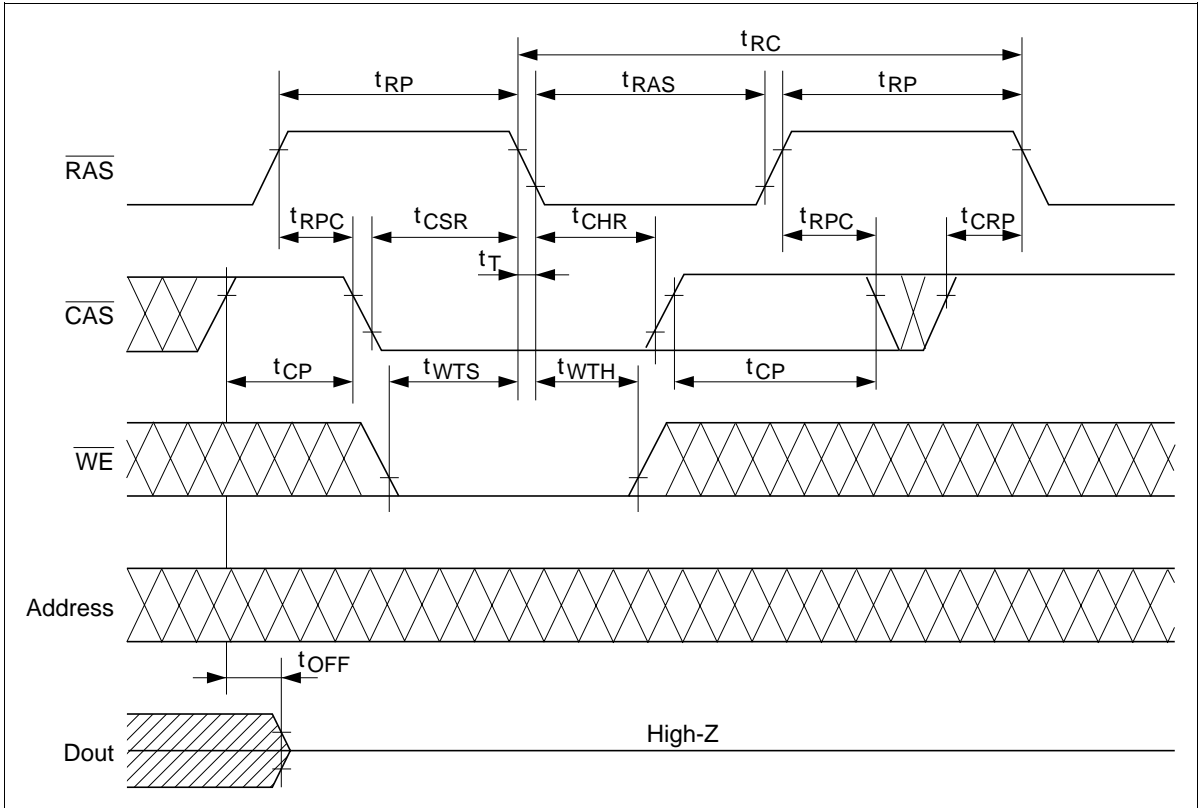 tRC
tRP
tRAS
tRP
RAS
tRPC
tCSR
tCHR
tRPC
tCRP
tT
CAS
tCP
tWTS
tWTH
tCP
WE
Address
tOFF
High-Z
Dout